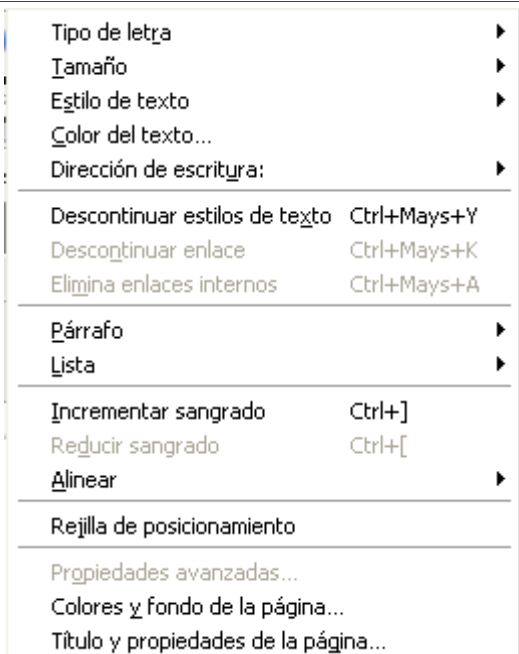 Tipo de letra
Tamaño
Estilo de texto
Color del texto...
Dirección de escritura:
Descontinuar estilos de texto Ctrl+Mays+Y
Descontinuar enlace Ctrl+Mays+K
Elimina enlaces internos Ctrl+Mays+A
Párrafo
Lista
Incrementar sangrado Ctrl+]
Reducir sangrado Ctrl+[
Alinear
Rejilla de posicionamiento
Propiedades avanzadas...
Colores y fondo de la página...
Título y propiedades de la página...